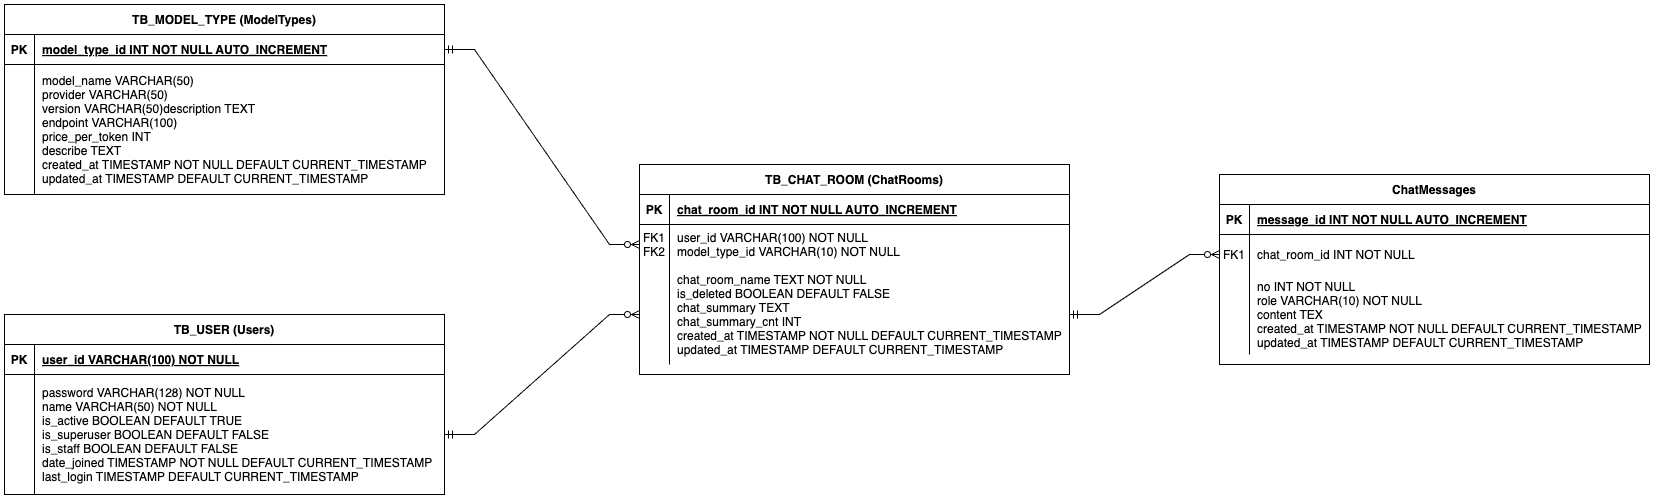 TB_MODEL_TYPE (ModelTypes)
PK model_type_id INT NOT NULL AUTO_INCREMENT
model_name VARCHAR(50)
provider VARCHAR(50)
version VARCHAR(50)description TEXT
endpoint VARCHAR(100)
price_per_token INT
describe TEXT
created_at TIMESTAMP NOT NULL DEFAULT CURRENT_TIMESTAMP
updated_at TIMESTAMP DEFAULT CURRENT_TIMESTAMP
TB_USER (Users)
PK user_id VARCHAR(100) NOT NULL
password VARCHAR(128) NOT NULL
name VARCHAR(50) NOT NULL
is_active BOOLEAN DEFAULT TRUE
is_superuser BOOLEAN DEFAULT FALSE
is_staff BOOLEAN DEFAULT FALSE
date_joined TIMESTAMP NOT NULL DEFAULT CURRENT_TIMESTAMP
last_login TIMESTAMP DEFAULT CURRENT_TIMESTAMP
TB_CHAT_ROOM (ChatRooms)
PK chat_room_id INT NOT NULL AUTO_INCREMENT
FK1 user_id VARCHAR(100) NOT NULL
FK2 model_type_id VARCHAR(10) NOT NULL
chat_room_name TEXT NOT NULL
is_deleted BOOLEAN DEFAULT FALSE
chat_summary TEXT
chat_summary_cnt INT
created_at TIMESTAMP NOT NULL DEFAULT CURRENT_TIMESTAMP
updated_at TIMESTAMP DEFAULT CURRENT_TIMESTAMP
ChatMessages
PK message_id INT NOT NULL AUTO_INCREMENT
FK1 chat_room_id INT NOT NULL
no INT NOT NULL
role VARCHAR(10) NOT NULL
content TEX
created_at TIMESTAMP NOT NULL DEFAULT CURRENT_TIMESTAMP
updated_at TIMESTAMP DEFAULT CURRENT_TIMESTAMP